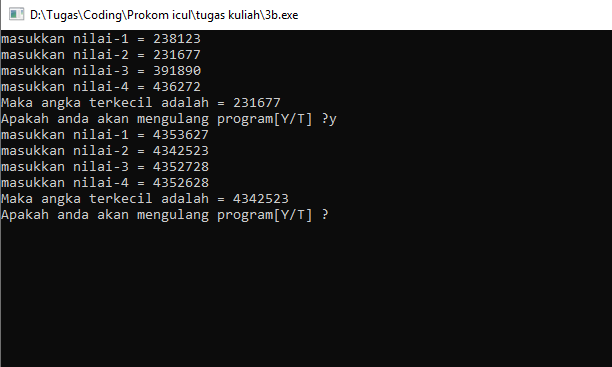 D:\Tugas\Coding\Prokom icul\tugas kuliah\3b.exe
masukkan nilai-1 = 238123
masukkan nilai-2 = 231677
masukkan nilai-3 = 391890
masukkan nilai-4 = 436272
Maka angka terkecil adalah = 231677
Apakah anda akan mengulang program[Y/T] ?y
masukkan nilai-1 = 4353627
masukkan nilai-2 = 4342523
masukkan nilai-3 = 4352728
masukkan nilai-4 = 4352628
Maka angka terkecil adalah = 4342523
Apakah anda akan mengulang program[Y/T] ?